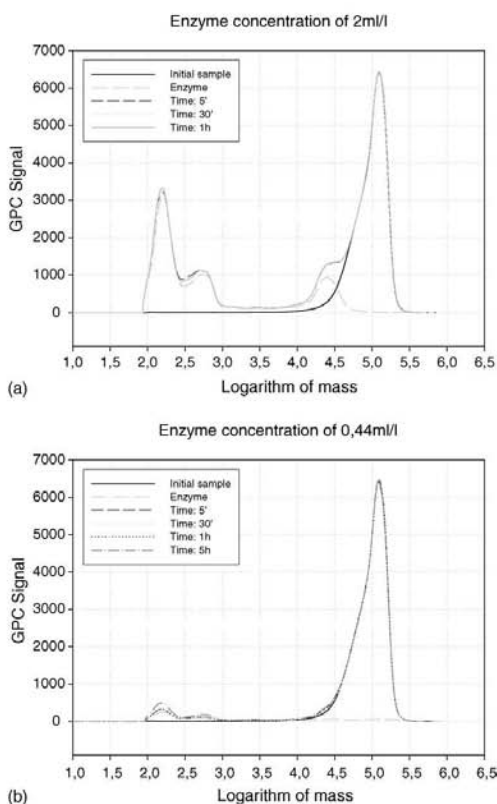 Enzyme concentration of 2ml/l
7000
6000
5000
4000
3000
2000
1000
0
GPC Signal
Initial sample
Enzyme
Time: 5'
Time: 30'
Time: 1h
1,0 1,5 2,0 2,5 3,0 3,5 4,0 4,5 5,0 5,5 6,0 6,5
Logarithm of mass
(a)
Enzyme concentration of 0,44ml/l
7000
6000
5000
4000
3000
2000
1000
0
GPC Signal
Initial sample
Enzyme
Time: 5'
Time: 30'
Time: 1h
Time: 5h
1,0 1,5 2,0 2,5 3,0 3,5 4,0 4,5 5,0 5,5 6,0 6,5
Logarithm of mass
(b)